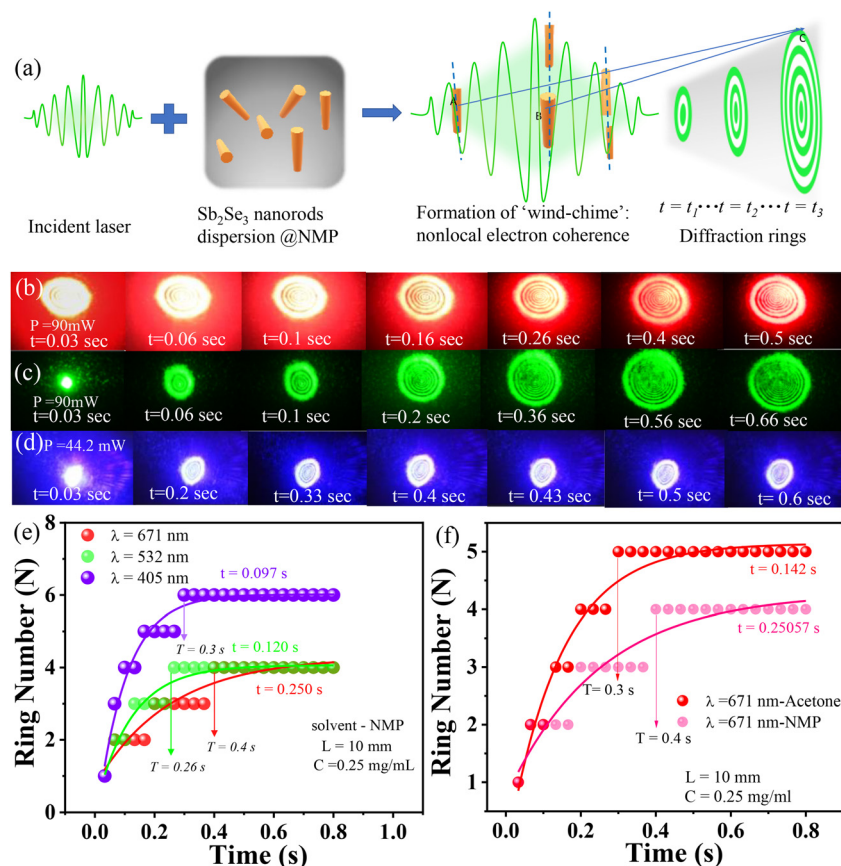 (a)
A
B
C
Incident laser
Sb₂Se₃ nanorods
dispersion @NMP
Formation of ‘wind-chime’:
nonlocal electron coherence
t = t₁⋯t = t₂⋯t = t₃
Diffraction rings
(b)
P =90mW
t=0.03 sec
t=0.06 sec
t=0.1 sec
t=0.16 sec
t=0.26 sec
t=0.4 sec
t=0.5 sec
(c)
P=90mW
t=0.03 sec
t=0.06 sec
t=0.1 sec
t=0.2 sec
t=0.36 sec
t=0.56 sec
t=0.66 sec
(d)
P=44.2 mW
t=0.03 sec
t=0.2 sec
t=0.33 sec
t= 0.4 sec
t=0.43 sec
t=0.5 sec
t= 0.6 sec
(e)
Ring Number (N)
8
6
4
2
0
λ = 671 nm
λ = 532 nm
λ = 405 nm
t = 0.097 s
T = 0.3 s
t = 0.120 s
t = 0.250 s
T = 0.26 s
T = 0.4 s
solvent - NMP
L = 10 mm
C = 0.25 mg/mL
0.0 0.2 0.4 0.6 0.8 1.0
Time (s)
(f)
Ring Number (N)
5
4
3
2
1
t = 0.142 s
t = 0.25057 s
T= 0.3 s
T = 0.4 s
λ =671 nm-Acetone
λ =671 nm-NMP
L = 10 mm
C = 0.25 mg/ml
0.0 0.2 0.4 0.6 0.8
Time (s)